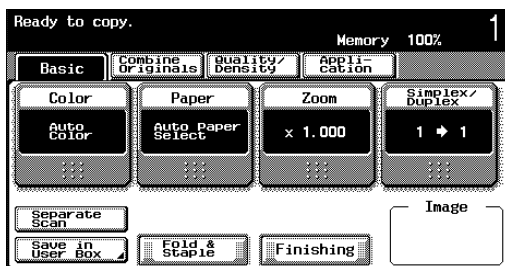 Ready to copy.
1
Memory 100%
Basic
Combine
Originals
Quality/
Density
Appli-
cation
Color
Auto
Color
Paper
Auto Paper
Select
Zoom
× 1.000
Simplex/
Duplex
1 ➔ 1
Separate
Scan
Save in
User Box
Fold &
Staple
Finishing
Image